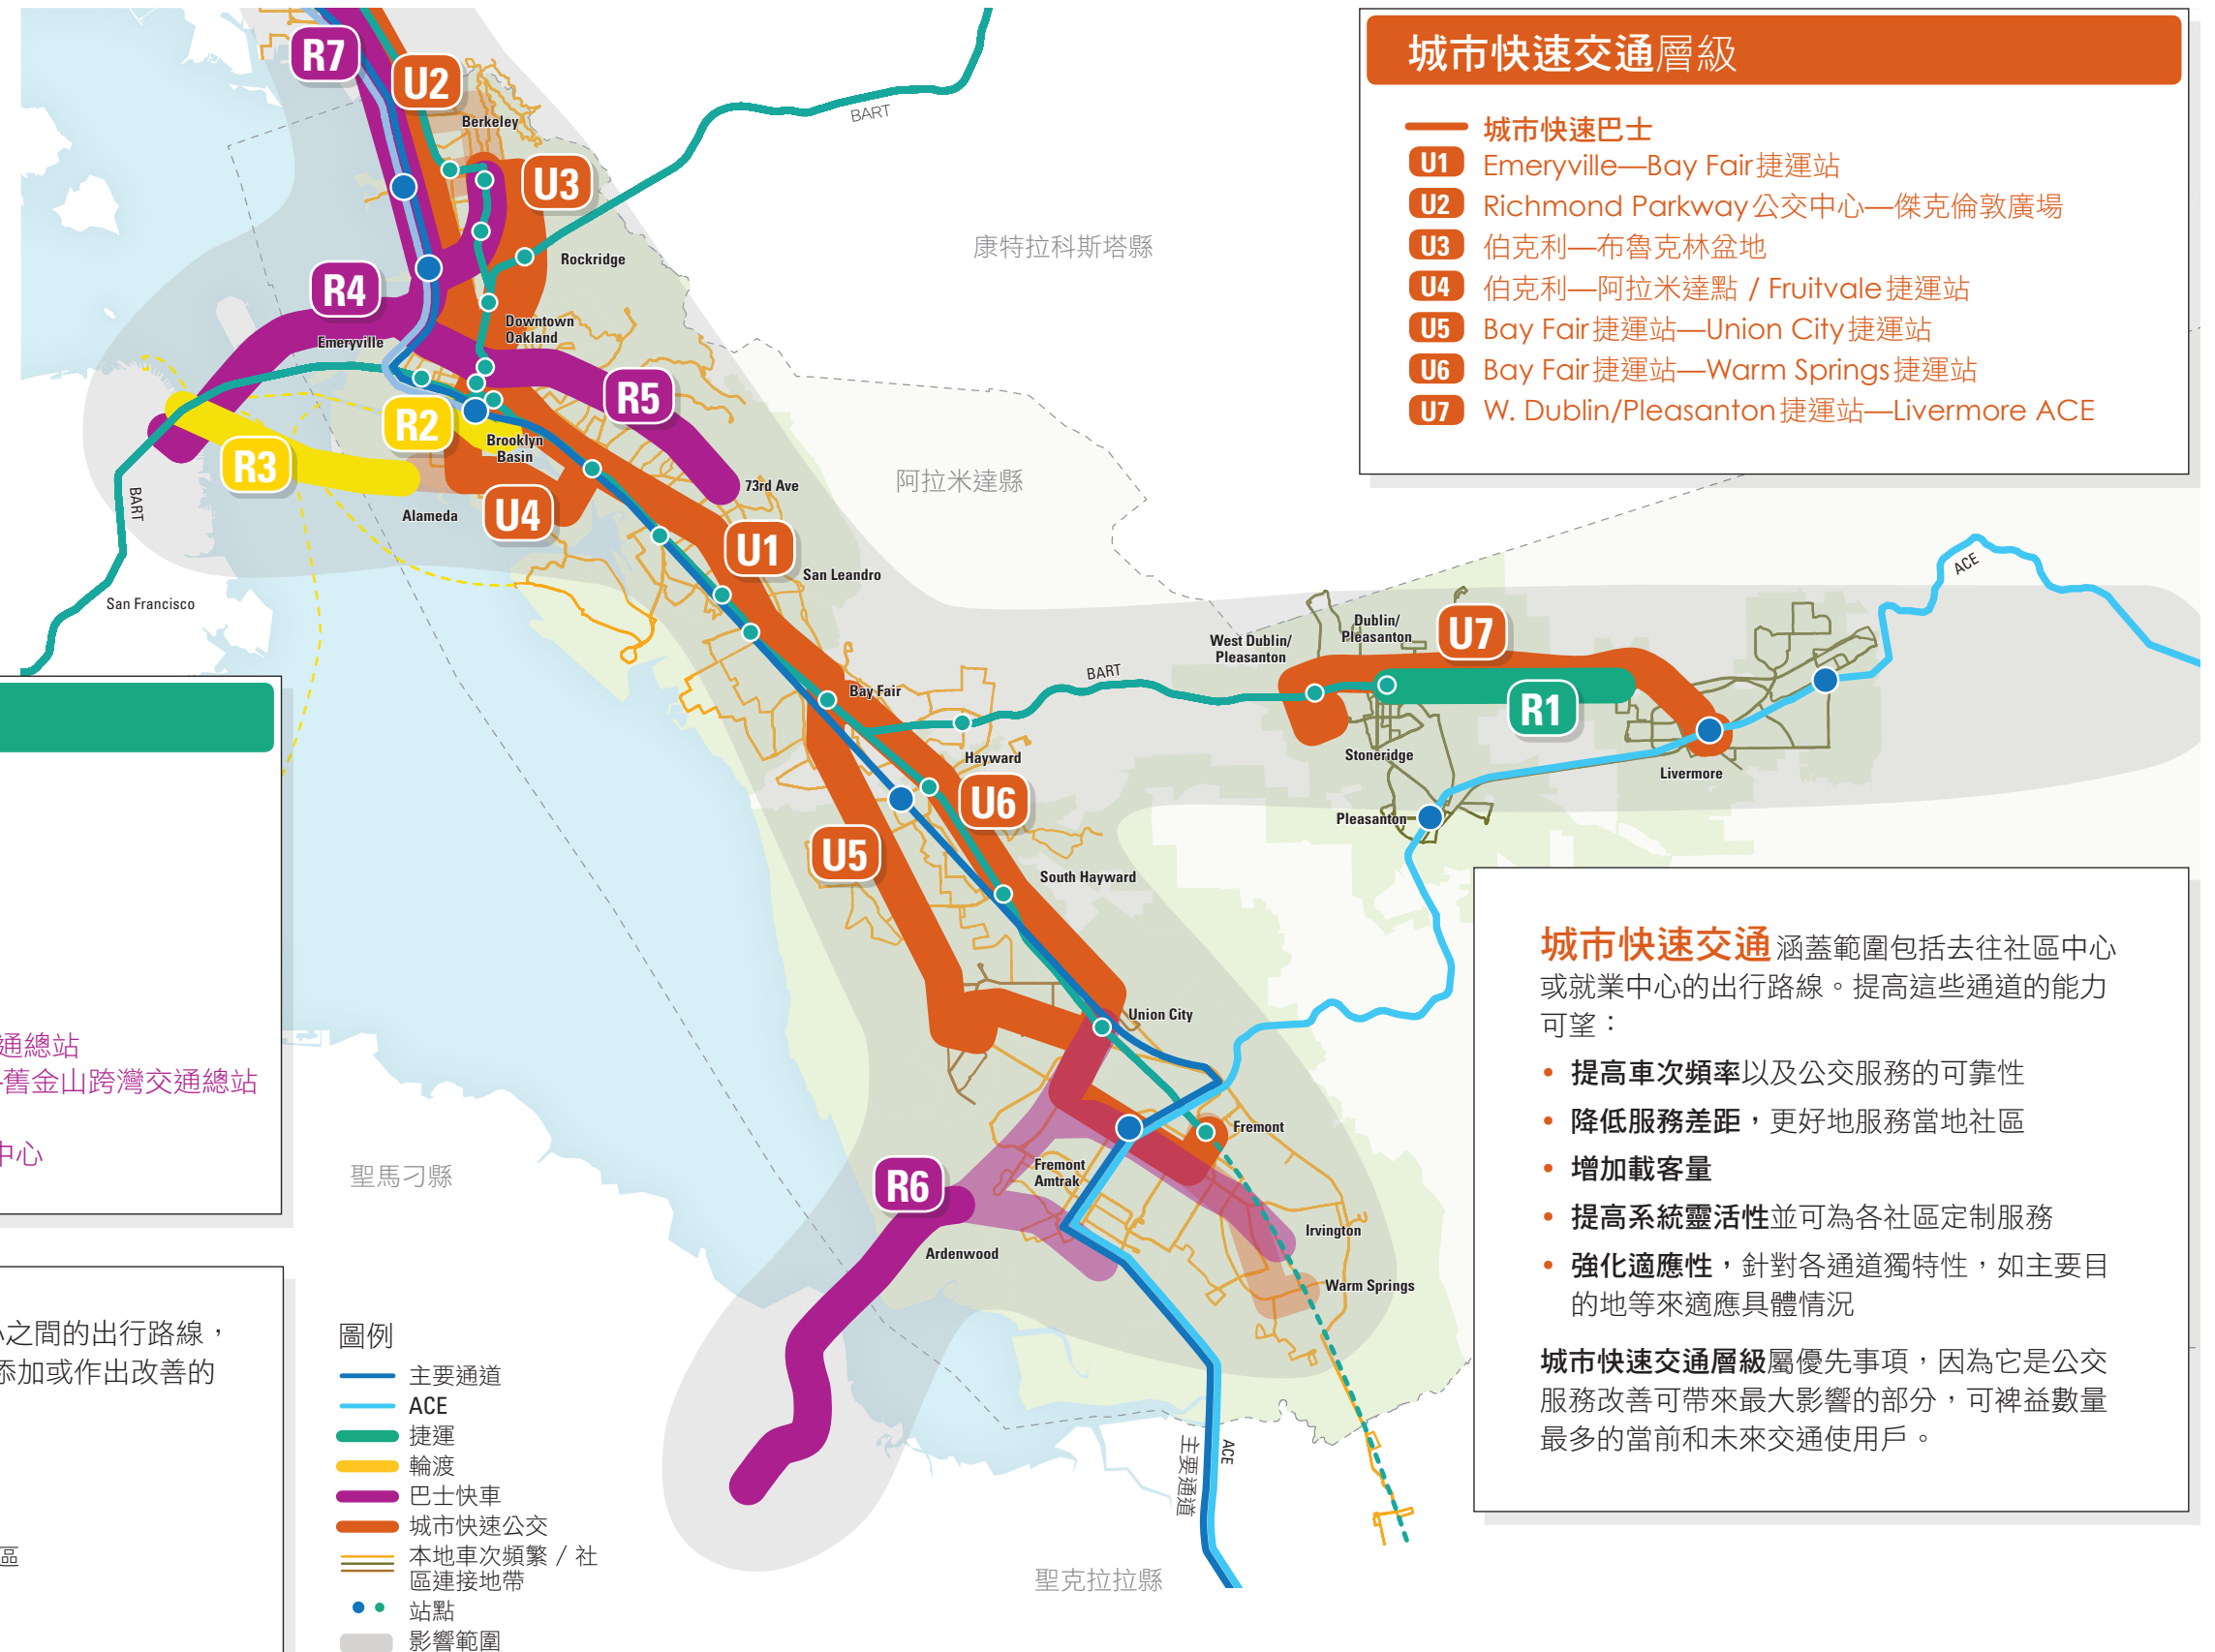 城市快速交通層級
城市快速巴士
U1 Emeryville—Bay Fair捷運站
U2 Richmond Parkway公交中心—傑克倫敦廣場
U3 伯克利—布魯克林盆地
U4 伯克利—阿拉米達點 / Fruitvale捷運站
U5 Bay Fair捷運站—Union City捷運站
U6 Bay Fair捷運站—Warm Springs捷運站
U7 W. Dublin/Pleasanton捷運站—Livermore ACE
R7
U2
Berkeley
BART
U3
Rockridge
康特拉科斯塔縣
R4
Downtown
Oakland
Emeryville
R5
R2
Brooklyn
Basin
R3
阿拉米達縣
73rd Ave
BART
Alameda
U4
U1
San Leandro
San Francisco
ACE
West Dublin/
Pleasanton
Dublin/
Pleasanton
U7
BART
Bay Fair
R1
Hayward
Stoneridge
Livermore
U6
Pleasanton
U5
South Hayward
Union City
Fremont
Fremont
Amtrak
R6
Ardenwood
Irvington
Warm Springs
聖馬刁縣
主要通道
ACE
聖克拉拉縣
通總站
舊金山跨灣交通總站
中心
之間的出行路線，
添加或作出改善的
區
圖例
主要通道
ACE
捷運
輪渡
巴士快車
城市快速公交
本地車次頻繁 / 社
區連接地帶
站點
影響範圍
城市快速交通涵蓋範圍包括去往社區中心
或就業中心的出行路線。提高這些通道的能力
可望：
• 提高車次頻率以及公交服務的可靠性
• 降低服務差距，更好地服務當地社區
• 增加載客量
• 提高系統靈活性並可為各社區定制服務
• 強化適應性，針對各通道獨特性，如主要目
的地等來適應具體情況
城市快速交通層級屬優先事項，因為它是公交
服務改善可帶來最大影響的部分，可裨益數量
最多的當前和未來交通使用戶。